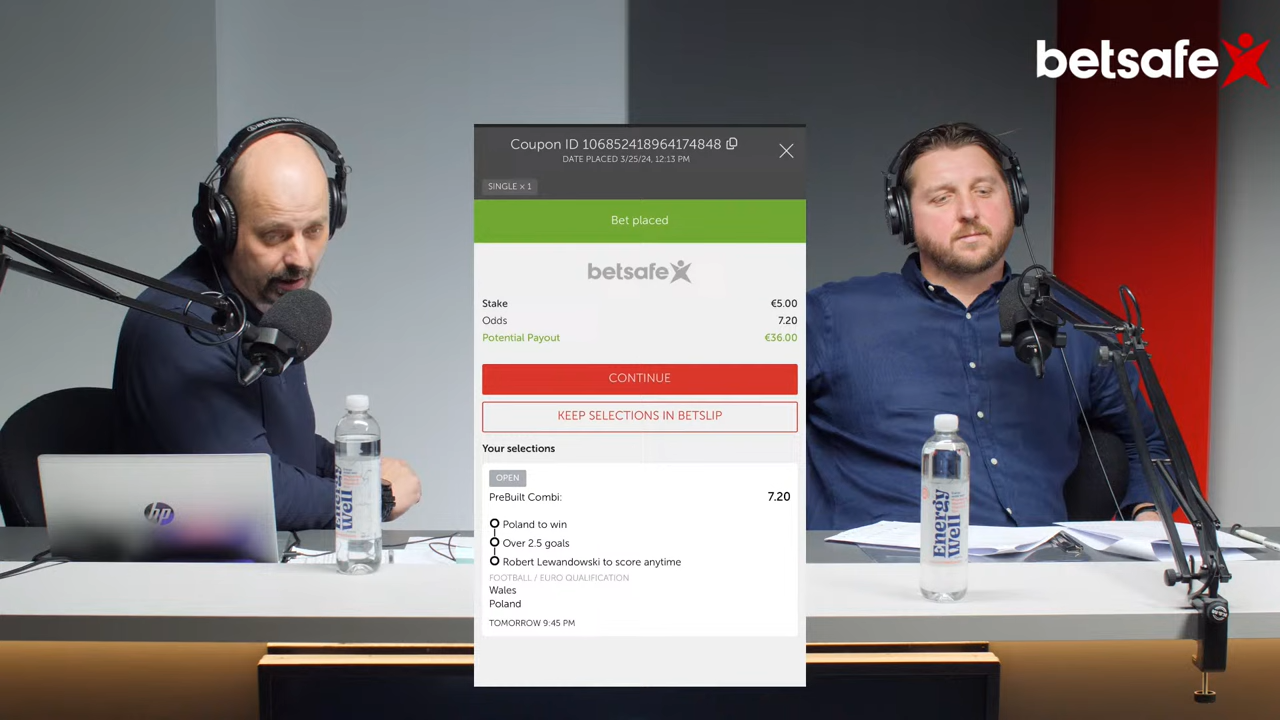 betsafe
Coupon ID 106852418964174848
DATE PLACED 3/25/24, 12:13 PM
SINGLE × 1
Bet placed
betsafe
Stake €5.00
Odds 7.20
Potential Payout €36.00
CONTINUE
KEEP SELECTIONS IN BETSLIP
Your selections
OPEN
PreBuilt Combi: 7.20
Poland to win
Over 2.5 goals
Robert Lewandowski to score anytime
FOOTBALL / EURO QUALIFICATION
Wales
Poland
TOMORROW 9:45 PM
hp
Energy
well
Energy
well